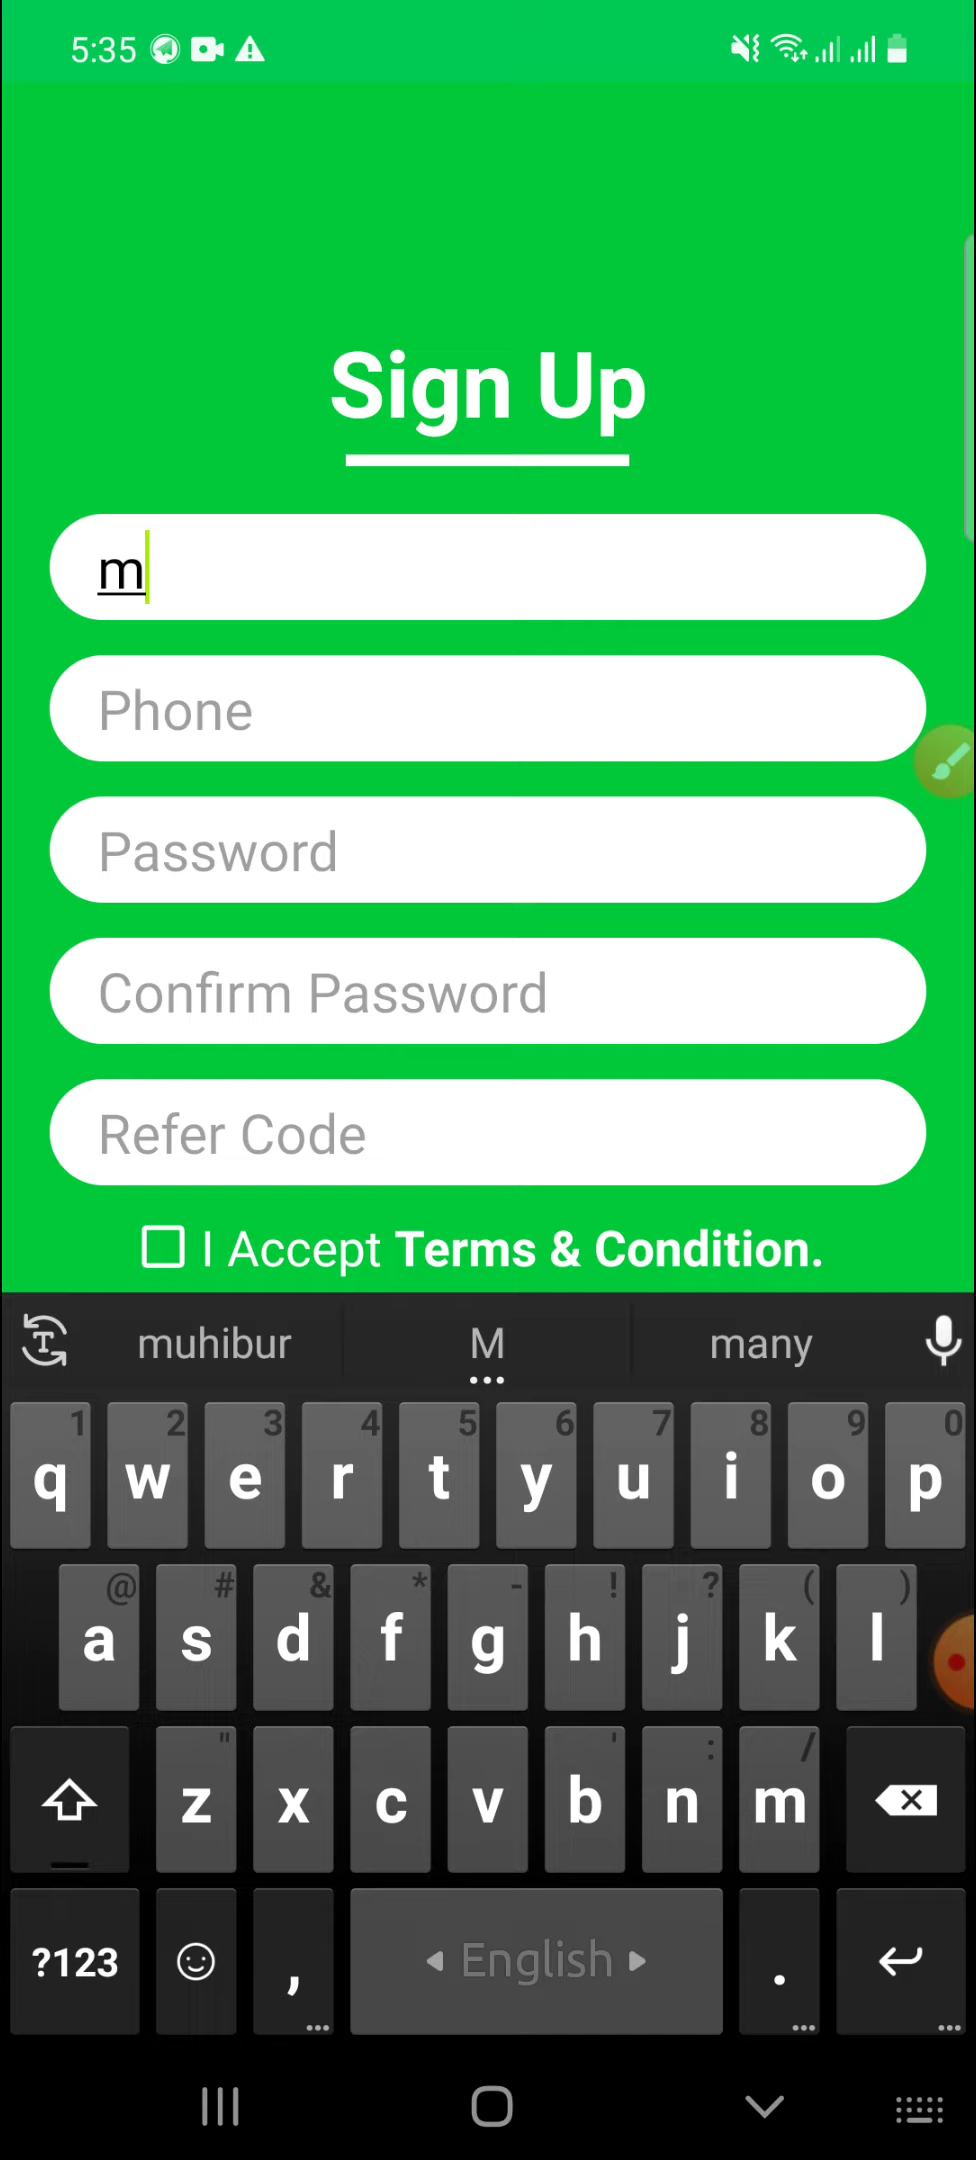 5:35
Sign Up
m
Phone
Password
Confirm Password
Refer Code
I Accept Terms & Condition.
muhibur M many
1 2 3 4 5 6 7 8 9 0
q w e r t y u i o p
@ # & * - ! ? ( )
a s d f g h j k l
" ' : /
z x c v b n m
?123 , English .